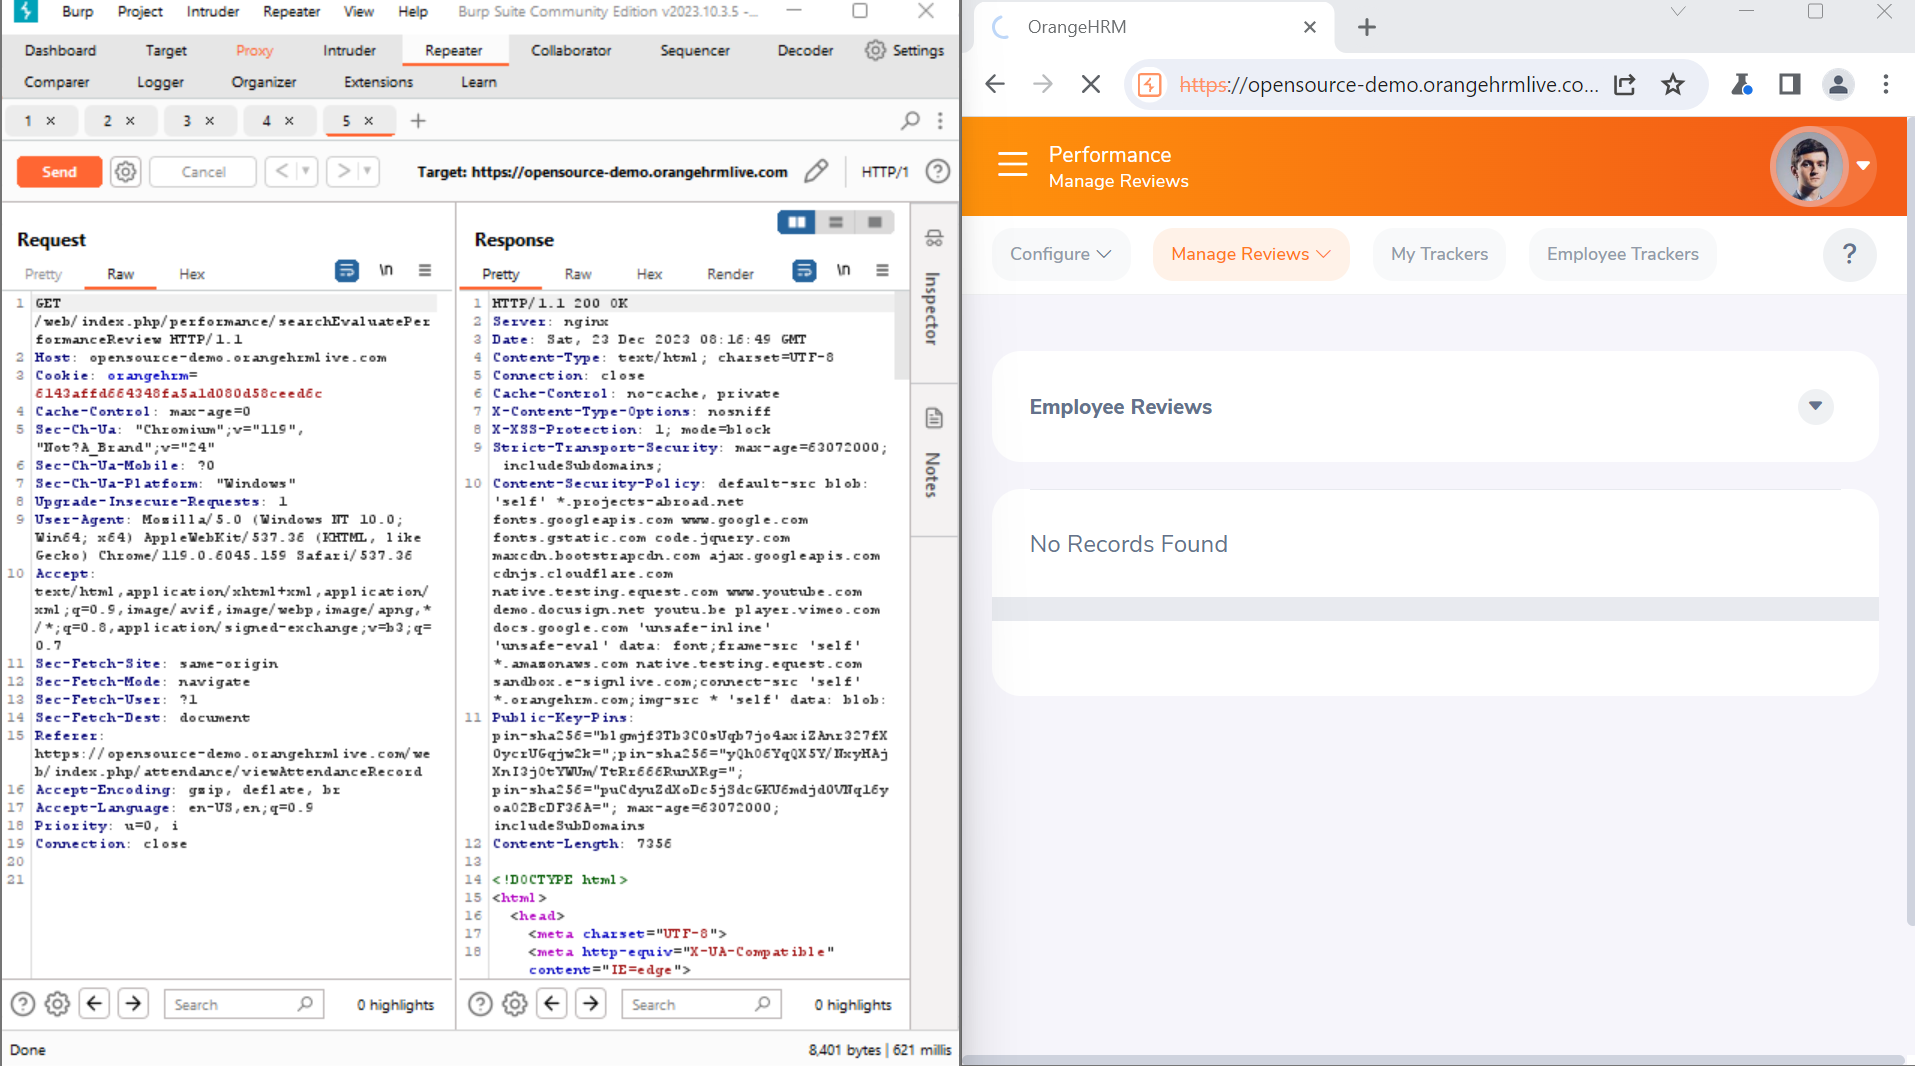 Burp Project Intruder Repeater View Help Burp Suite Community Edition v2023.10.3.5 -...
Dashboard Target Proxy Intruder Repeater Collaborator Sequencer Decoder Settings
Comparer Logger Organizer Extensions Learn
1 × 2 × 3 × 4 × 5 × +
Send Cancel < > Target: https://opensource-demo.orangehrmlive.com HTTP/1 ?
Request
Pretty Raw Hex \n
1 GET
/web/index.php/performance/searchEvaluatePer
formanceReview HTTP/1.1
2 Host: opensource-demo.orangehrmlive.com
3 Cookie: orangehrm=
6143affd664348fa5a1d080d58ceed6c
4 Cache-Control: max-age=0
5 Sec-Ch-Ua: "Chromium";v="119",
"Not?A_Brand";v="24"
6 Sec-Ch-Ua-Mobile: ?0
7 Sec-Ch-Ua-Platform: "Windows"
8 Upgrade-Insecure-Requests: 1
9 User-Agent: Mozilla/5.0 (Windows NT 10.0;
Win64; x64) AppleWebKit/537.36 (KHTML, like
Gecko) Chrome/119.0.6045.159 Safari/537.36
10 Accept:
text/html,application/xhtml+xml,application/
xml;q=0.9,image/avif,image/webp,image/apng,*
/*;q=0.8,application/signed-exchange;v=b3;q=
0.7
11 Sec-Fetch-Site: same-origin
12 Sec-Fetch-Mode: navigate
13 Sec-Fetch-User: ?1
14 Sec-Fetch-Dest: document
15 Referer:
https://opensource-demo.orangehrmlive.com/we
b/index.php/attendance/viewAttendanceRecord
16 Accept-Encoding: gzip, deflate, br
17 Accept-Language: en-US,en;q=0.9
18 Priority: u=0, i
19 Connection: close
20
21
? Search 0 highlights
Response
Pretty Raw Hex Render \n
1 HTTP/1.1 200 OK
2 Server: nginx
3 Date: Sat, 23 Dec 2023 08:16:49 GMT
4 Content-Type: text/html; charset=UTF-8
5 Connection: close
6 Cache-Control: no-cache, private
7 X-Content-Type-Options: nosniff
8 X-XSS-Protection: 1; mode=block
9 Strict-Transport-Security: max-age=63072000;
includeSubdomains;
10 Content-Security-Policy: default-src blob:
'self' *.projects-abroad.net
fonts.googleapis.com www.google.com
fonts.gstatic.com code.jquery.com
maxcdn.bootstrapcdn.com ajax.googleapis.com
cdnjs.cloudflare.com
native.testing.equest.com www.youtube.com
demo.docusign.net youtu.be player.vimeo.com
docs.google.com 'unsafe-inline'
'unsafe-eval' data: font;frame-src 'self'
*.amazonaws.com native.testing.equest.com
sandbox.e-signlive.com;connect-src 'self'
*.orangehrm.com;img-src * 'self' data: blob:
11 Public-Key-Pins:
includeSubDomains
12 Content-Length: 7356
13
14 <!DOCTYPE html>
15 <html>
16 <head>
17 <meta charset="UTF-8">
18 <meta http-equiv="X-UA-Compatible"
content="IE=edge">
? Search 0 highlights
Inspector
Notes
Done 8,401 bytes | 621 millis
OrangeHRM × +
https://opensource-demo.orangehrmlive.co...
Performance
Manage Reviews
Configure Manage Reviews My Trackers Employee Trackers ?
Employee Reviews
No Records Found